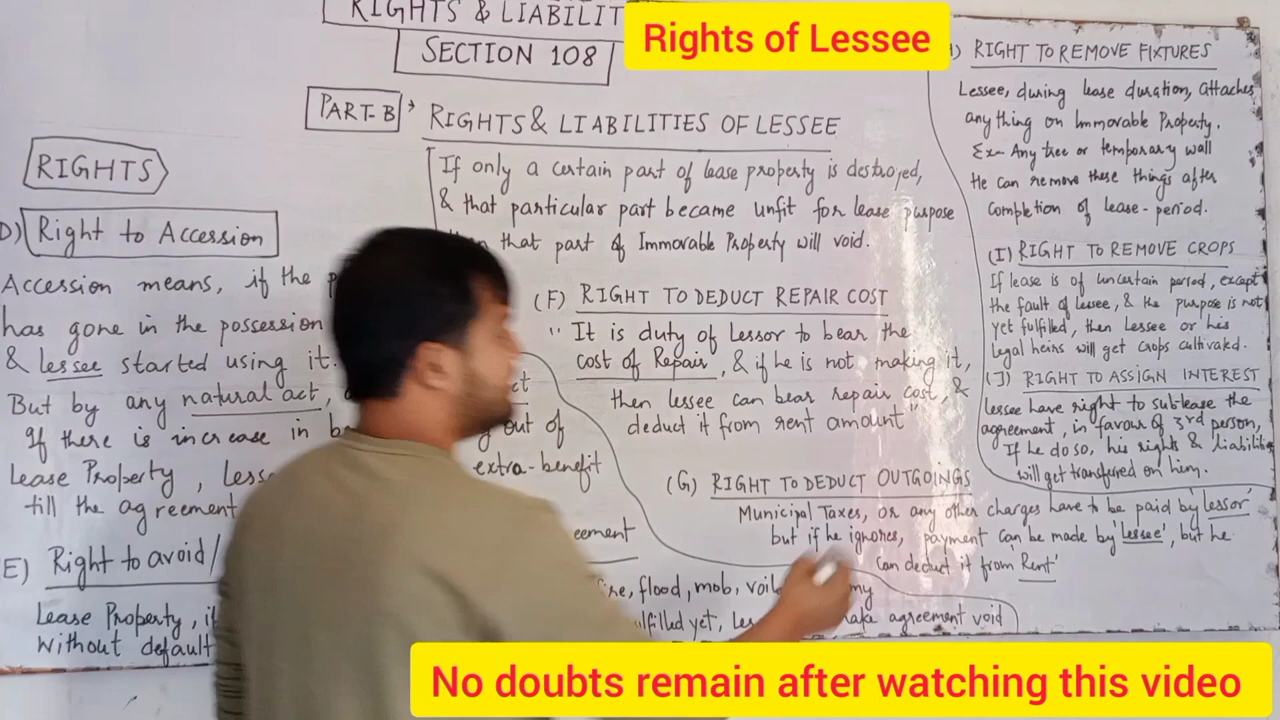 RIGHTS & LIABILIT
Rights of Lessee
SECTION 108
PART-B
RIGHTS & LIABILITIES OF LESSEE
RIGHTS
D) Right to Accession
Accession means, if the
has gone in the possession
& lessee started using it.
But by any natural act,
If there is increase in
Lease Property,
till the agreement
out of
extra-benefit
eement
E) Right to avoid/
Lease Property,
without default
If only a certain part of lease property is destroyed,
& that particular part became unfit for lease purpose
that part of Immovable Property will void.
(F) RIGHT TO DEDUCT REPAIR COST
"It is duty of Lessor to bear the
cost of Repair, & if he is not making it,
then lessee can bear repair cost, &
deduct it from rent amount"
(G) RIGHT TO DEDUCT OUTGOINGS
Municipal Taxes, or any other charges have to be paid by 'lessor'
but if he ignores, payment can be made by 'lessee', but he
can deduct it from 'Rent'
flood, mob,
agreement void
) RIGHT TO REMOVE FIXTURES
Lessee, during lease duration, attaches
anything on Immovable Property.
Ex- Any tree or temporary wall
He can remove these things after
completion of lease-period.
(I) RIGHT TO REMOVE CROPS
If lease is of uncertain period, except
the fault of lessee, & the purpose is not
yet fulfilled, then Lessee or his
legal heirs will get crops cultivated.
(J) RIGHT TO ASSIGN INTEREST
lessee have right to sublease the
agreement, in favour of 3rd person,
If he do so, his rights & liabilit
will get transferred on him.
No doubts remain after watching this video